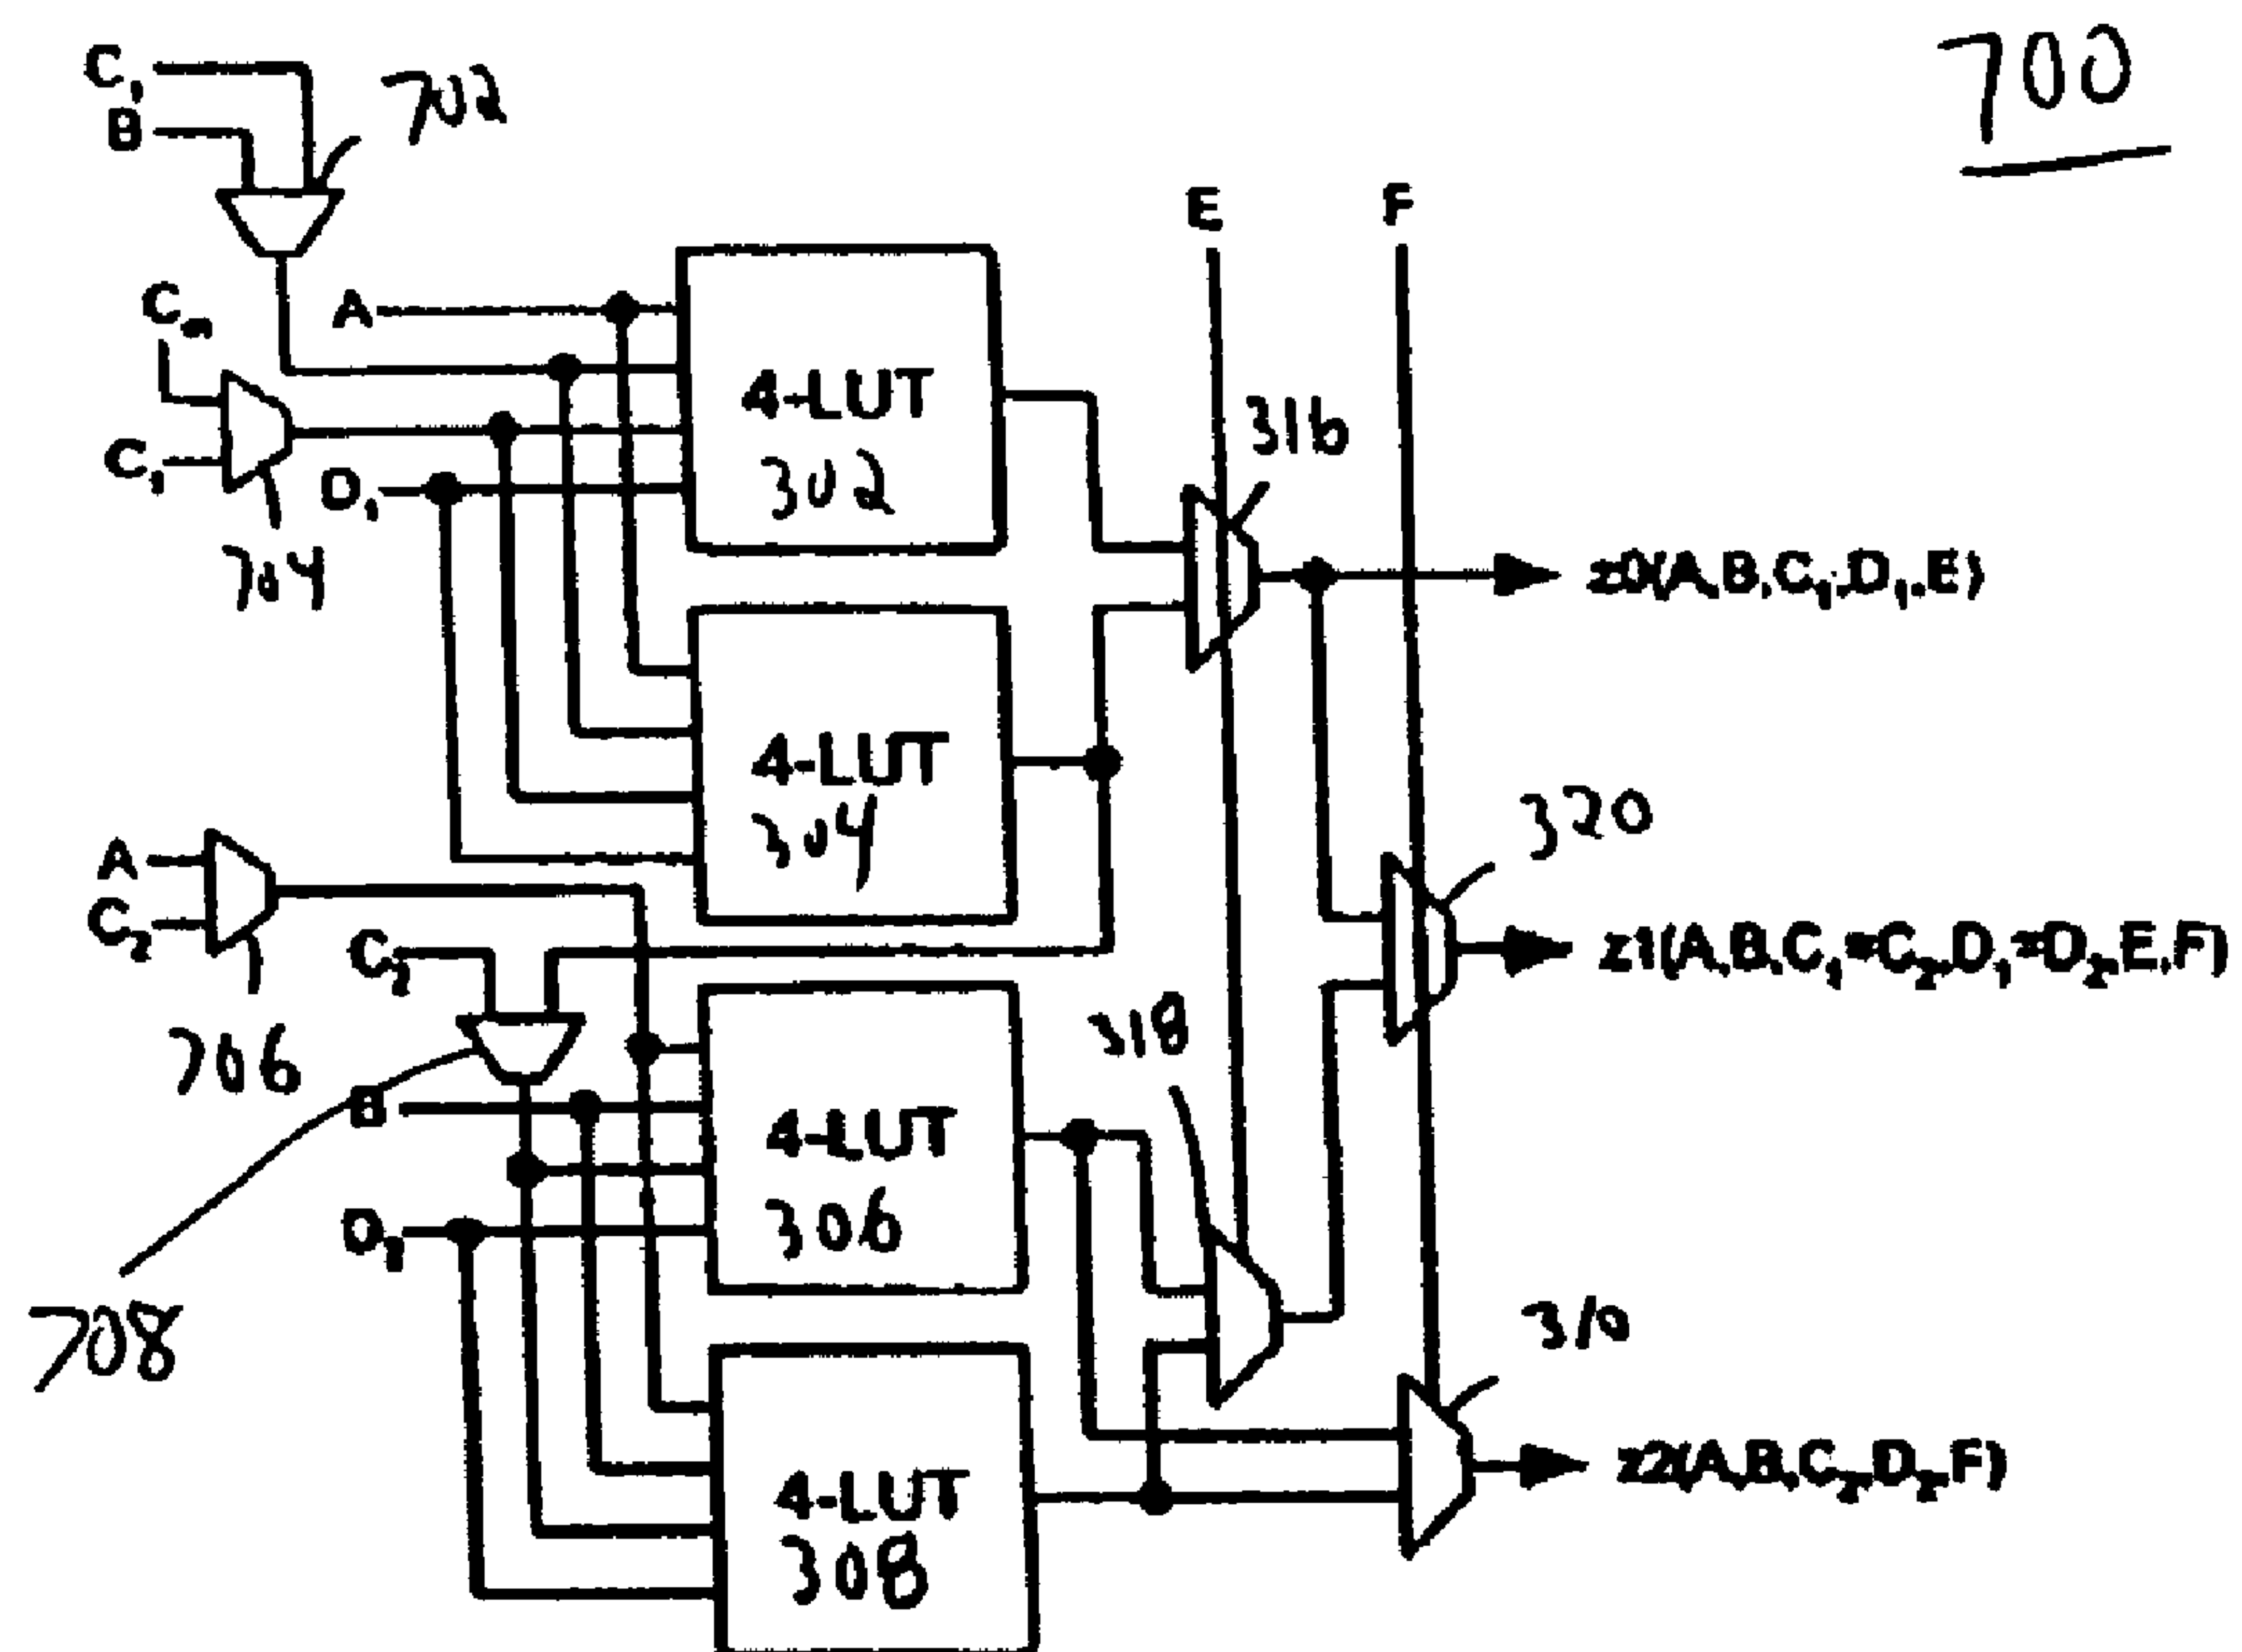 700
C₁
B
702
E
F
A
4-LUT
302
C₁
704
D₁
316
z0(A,B,C₁,D₁,E)
4-LUT
304
320
A
C₂
z1(A,B,C₁=C₂,D₁=D₂,E,F)
C₂
706
318
B
4-LUT
306
D₂
708
310
4-LUT
308
z2(A,B,C₂,D₂,F)